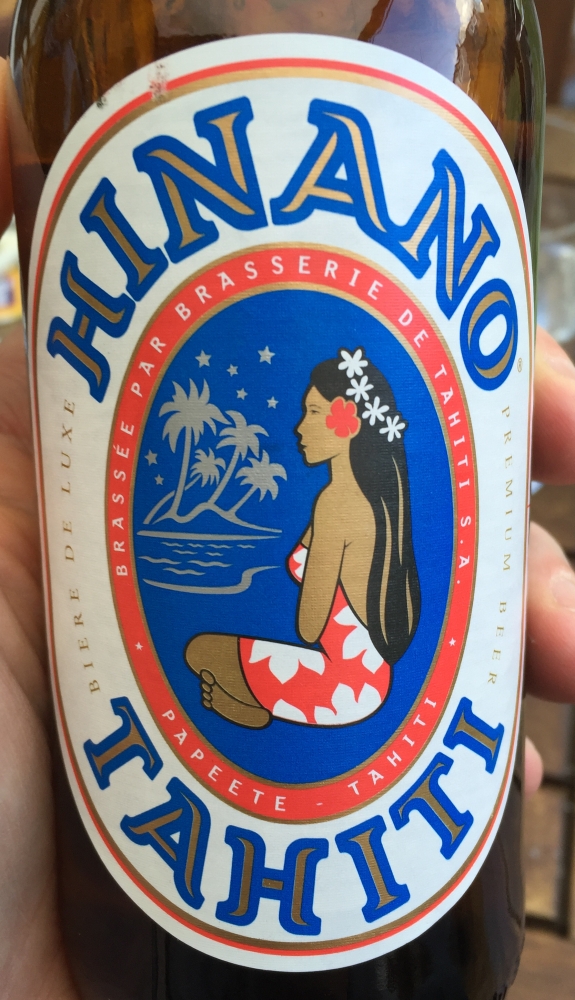 HINANO
BRASSÉE PAR BRASSERIE DE TAHITI S.A.
BIERE DE LUXE
PREMIUM BEER
PAPEETE - TAHITI
TAHITI